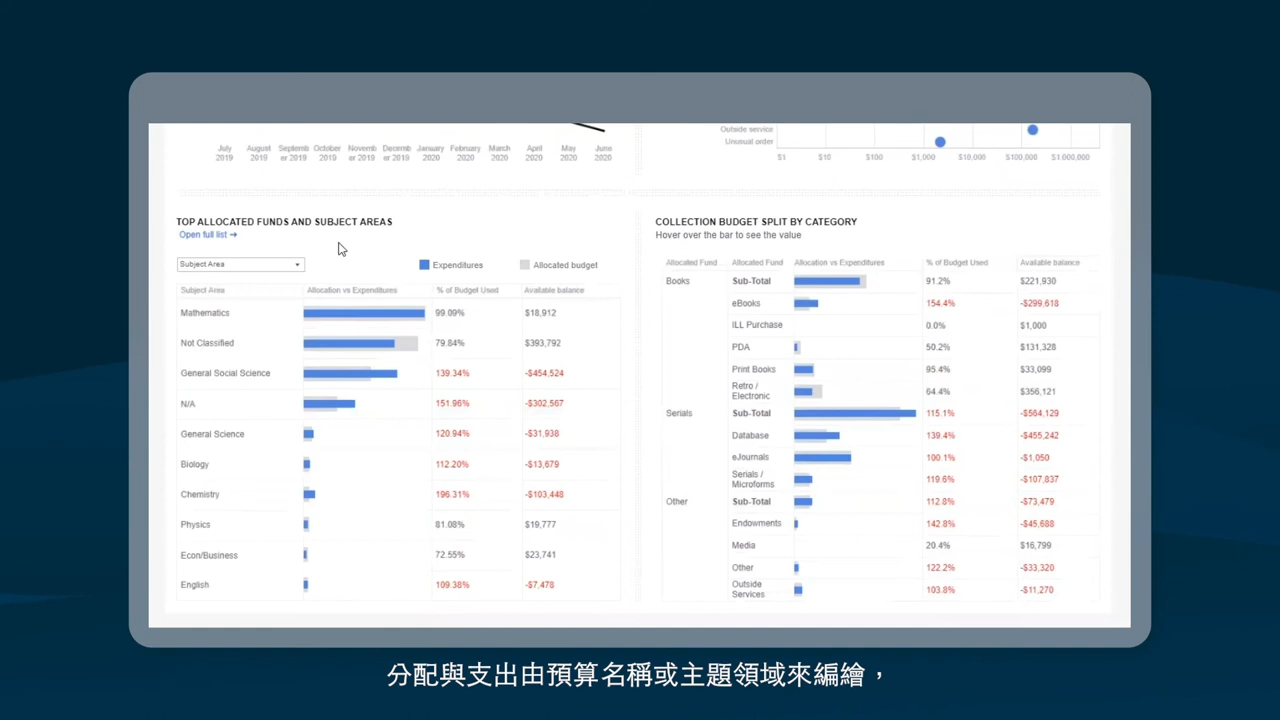 July August Septemb October Novemb Decemb January February March April May June
2019 2019 er 2019 2019 er 2019 er 2019 2020 2020 2020 2020 2020 2020
Outside service
Unusual order
$1 $10 $100 $1,000 $10,000 $100,000 $1,000,000
TOP ALLOCATED FUNDS AND SUBJECT AREAS
Open full list →
Subject Area
Expenditures Allocated budget
Subject Area Allocation vs Expenditures % of Budget Used Available balance
Mathematics 99.09% $18,912
Not Classified 79.84% $393,792
General Social Science 139.34% -$454,524
N/A 151.96% -$302,567
General Science 120.94% -$31,938
Biology 112.20% -$13,679
Chemistry 196.31% -$103,448
Physics 81.08% $19,777
Econ/Business 72.55% $23,741
English 109.38% -$7,478
COLLECTION BUDGET SPLIT BY CATEGORY
Hover over the bar to see the value
Allocated Fund .. Allocated Fund Allocation vs Expenditures % of Budget Used Available balance
Books Sub-Total 91.2% $221,930
eBooks 154.4% -$299,618
ILL Purchase 0.0% $1,000
PDA 50.2% $131,328
Print Books 95.4% $33,099
Retro /
Electronic 64.4% $356,121
Serials Sub-Total 115.1% -$564,129
Database 139.4% -$455,242
eJournals 100.1% -$1,050
Serials /
Microforms 119.6% -$107,837
Other Sub-Total 112.8% -$73,479
Endowments 142.8% -$45,688
Media 20.4% $16,799
Other 122.2% -$33,320
Outside
Services 103.8% -$11,270
分配與支出由預算名稱或主題領域來編繪，